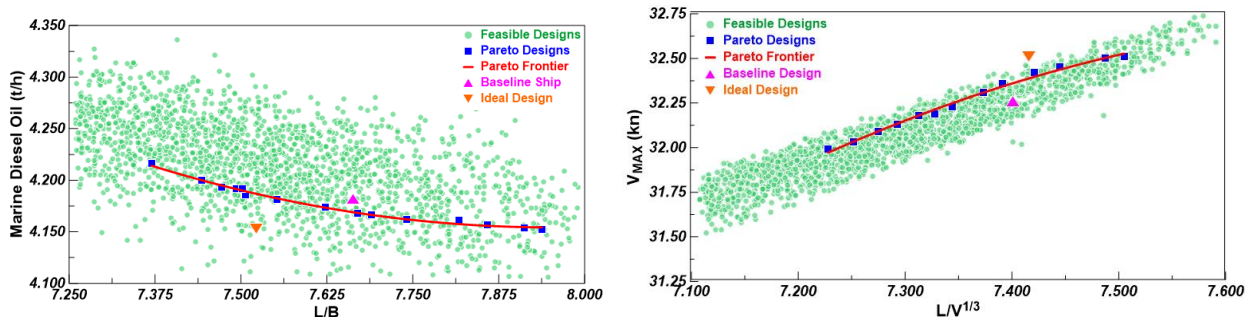 Marine Diesel Oil (t/h)
4.350
4.300
4.250
4.200
4.150
4.100
Feasible Designs
Pareto Designs
Pareto Frontier
Baseline Ship
Ideal Design
7.250 7.375 7.500 7.625 7.750 7.875 8.000
L/B
V_MAX (kn)
32.75
32.50
32.25
32.00
31.75
31.50
31.25
Feasible Designs
Pareto Designs
Pareto Frontier
Baseline Design
Ideal Design
7.100 7.200 7.300 7.400 7.500 7.600
L/V^1/3